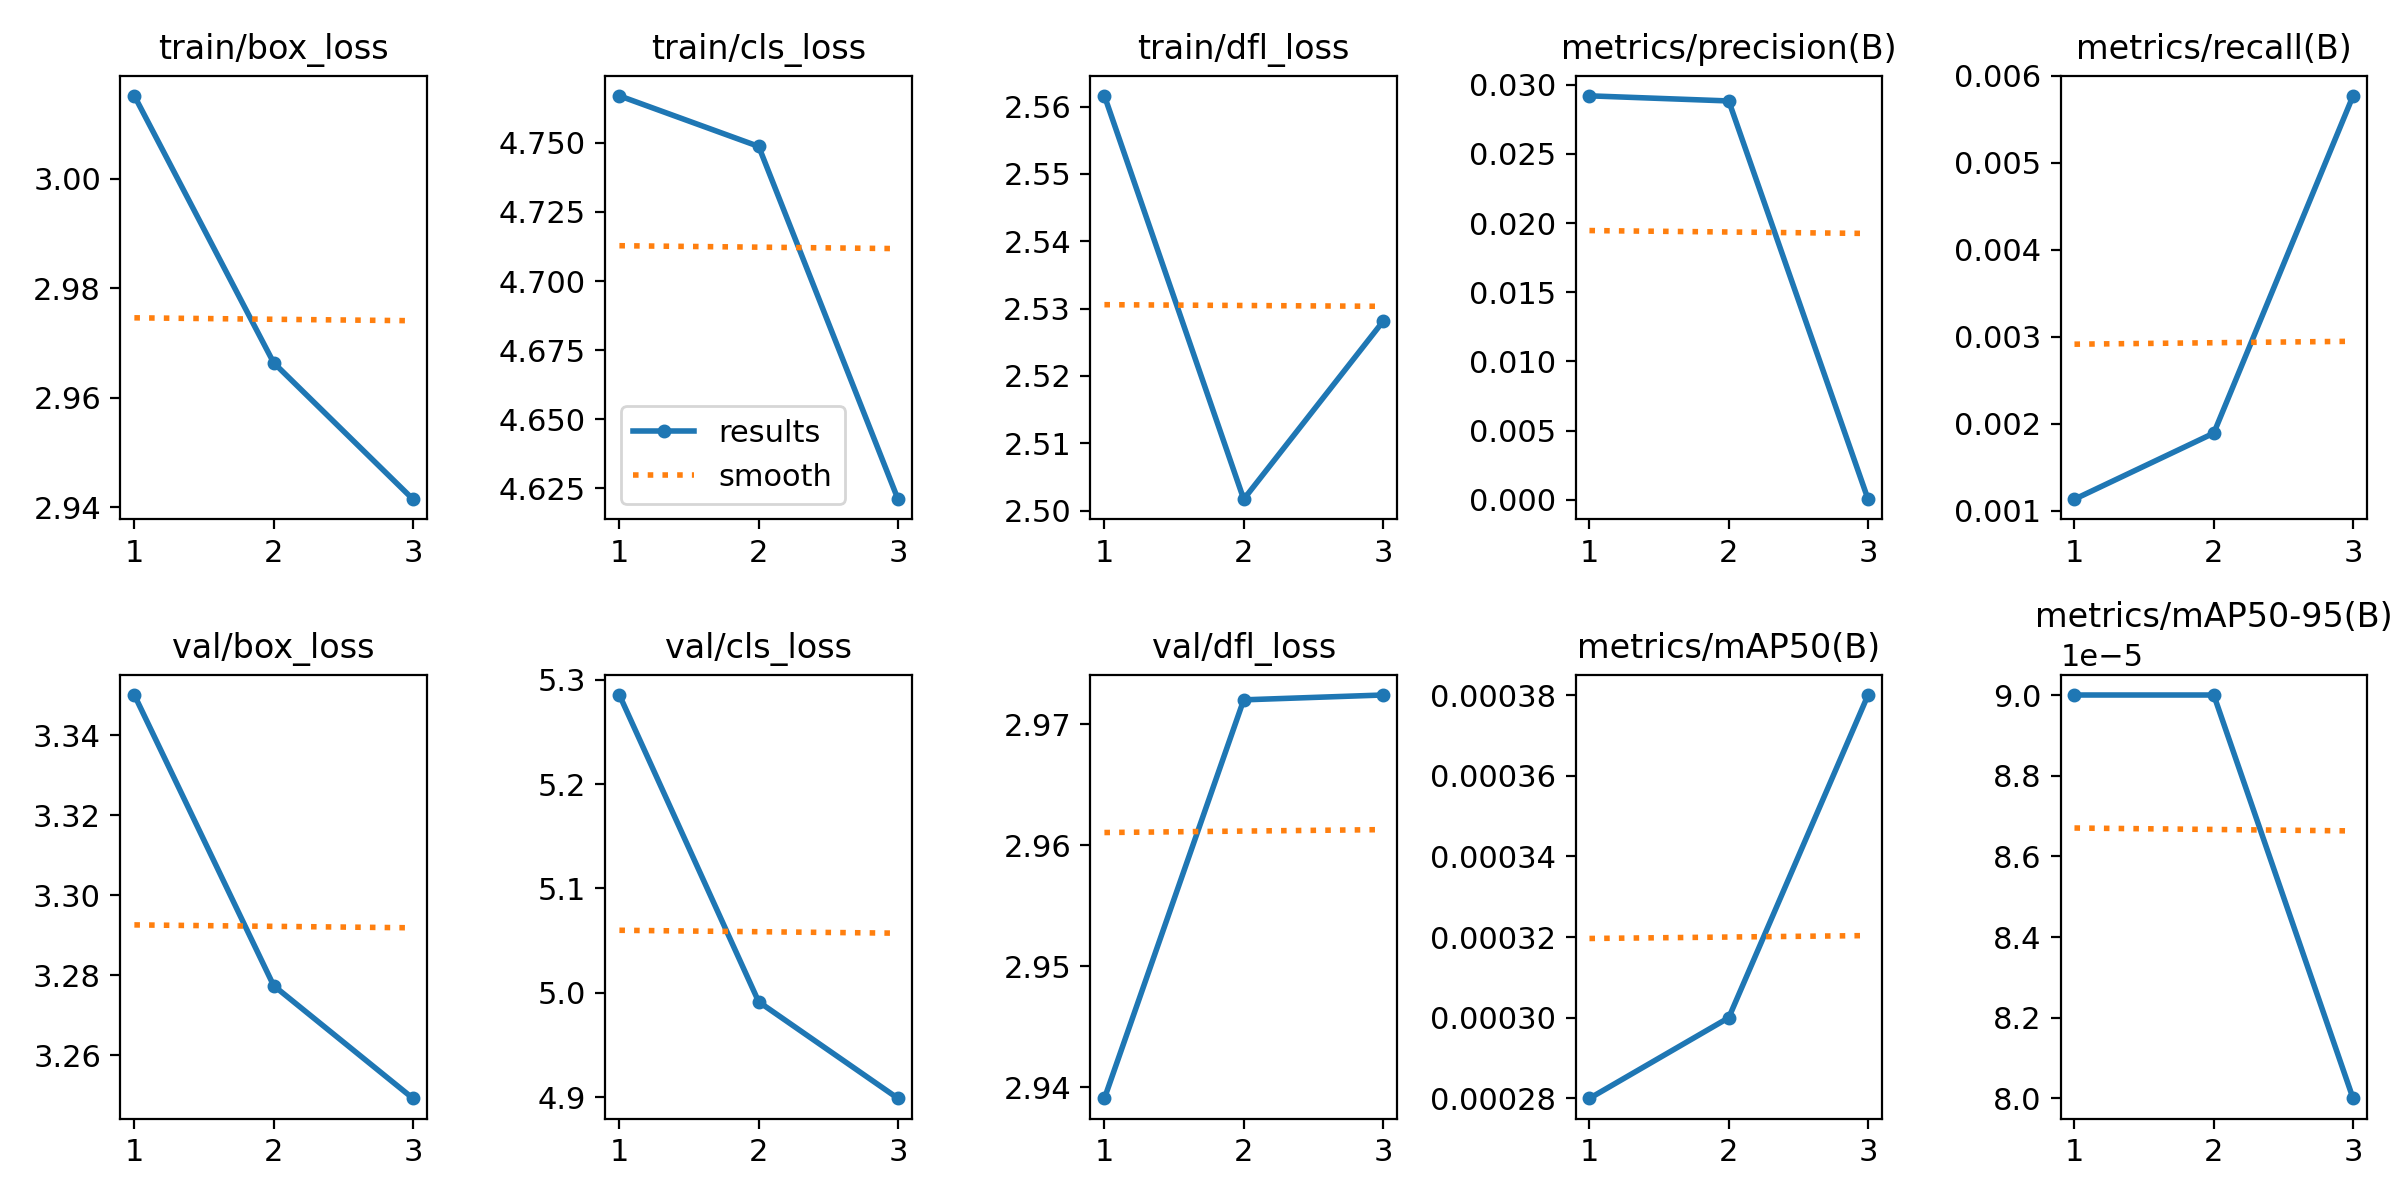 train/box_loss
3.00
2.98
2.96
2.94
1 2 3
train/cls_loss
4.750
4.725
4.700
4.675
4.650
4.625
results
smooth
1 2 3
train/dfl_loss
2.56
2.55
2.54
2.53
2.52
2.51
2.50
1 2 3
metrics/precision(B)
0.030
0.025
0.020
0.015
0.010
0.005
0.000
1 2 3
metrics/recall(B)
0.006
0.005
0.004
0.003
0.002
0.001
1 2 3
val/box_loss
3.34
3.32
3.30
3.28
3.26
1 2 3
val/cls_loss
5.3
5.2
5.1
5.0
4.9
1 2 3
val/dfl_loss
2.97
2.96
2.95
2.94
1 2 3
metrics/mAP50(B)
0.00038
0.00036
0.00034
0.00032
0.00030
0.00028
1 2 3
metrics/mAP50-95(B)
1e−5
9.0
8.8
8.6
8.4
8.2
8.0
1 2 3